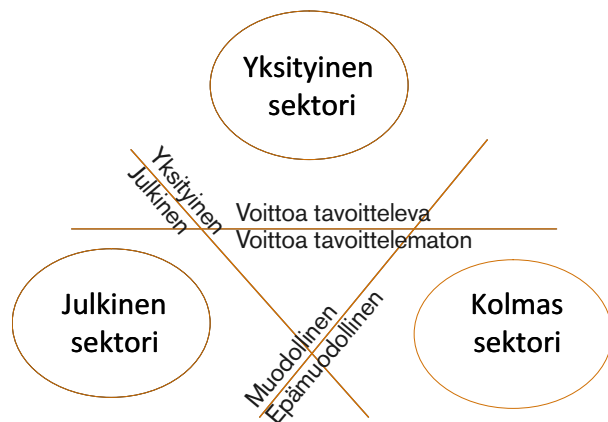 Yksityinen
sektori
Yksityinen
Julkinen
Voittoa tavoitteleva
Voittoa tavoittelematon
Julkinen
sektori
Muodollinen
Epämuodollinen
Kolmas
sektori